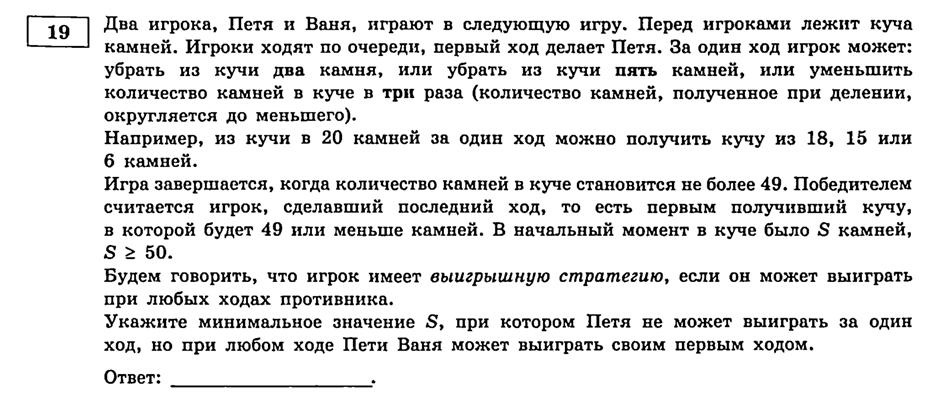 19
Два игрока, Петя и Ваня, играют в следующую игру. Перед игроками лежит куча
камней. Игроки ходят по очереди, первый ход делает Петя. За один ход игрок может:
убрать из кучи два камня, или убрать из кучи пять камней, или уменьшить
количество камней в куче в три раза (количество камней, полученное при делении,
округляется до меньшего).
Например, из кучи в 20 камней за один ход можно получить кучу из 18, 15 или
6 камней.
Игра завершается, когда количество камней в куче становится не более 49. Победителем
считается игрок, сделавший последний ход, то есть первым получивший кучу,
в которой будет 49 или меньше камней. В начальный момент в куче было S камней,
S ≥ 50.
Будем говорить, что игрок имеет выигрышную стратегию, если он может выиграть
при любых ходах противника.
Укажите минимальное значение S, при котором Петя не может выиграть за один
ход, но при любом ходе Пети Ваня может выиграть своим первым ходом.
Ответ: ____________________.